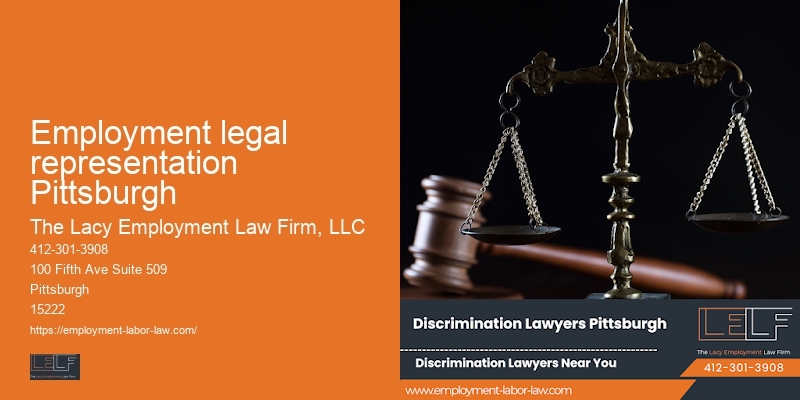 Employment legal
representation
Pittsburgh
The Lacy Employment Law Firm, LLC
412-301-3908
100 Fifth Ave Suite 509
Pittsburgh
15222
https://employment-labor-law.com/
LELF
The Lacy Employment Law Firm
Discrimination Lawyers Pittsburgh
Discrimination Lawyers Near You
LELF
The Lacy Employment Law Firm
412-301-3908
www.employment-labor-law.com